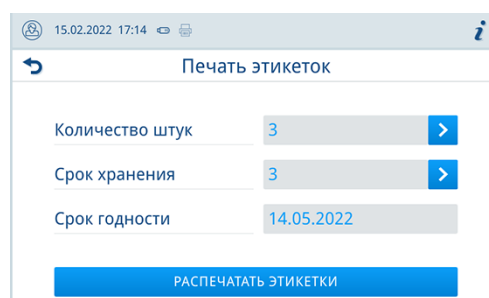 15.02.2022 17:14
i
Печать этикеток
Количество штук 3
Срок хранения 3
Срок годности 14.05.2022
РАСПЕЧАТАТЬ ЭТИКЕТКИ